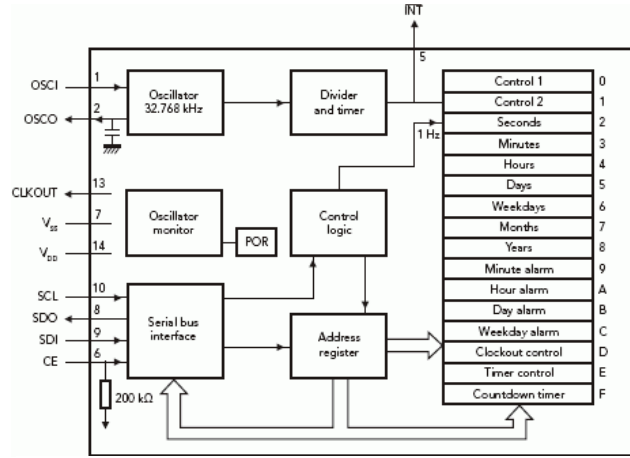 INT
5
OSCI
1
OSCO
2
Oscillator
32.768 kHz
Divider
and timer
1 Hz
CLKOUT
13
VSS
7
VDD
14
Oscillator
monitor
POR
Control
logic
SCL
10
SDO
8
SDI
9
CE
6
200 kΩ
Serial bus
interface
Address
register
Control 1 0
Control 2 1
Seconds 2
Minutes 3
Hours 4
Days 5
Weekdays 6
Months 7
Years 8
Minute alarm 9
Hour alarm A
Day alarm B
Weekday alarm C
Clockout control D
Timer control E
Countdown timer F